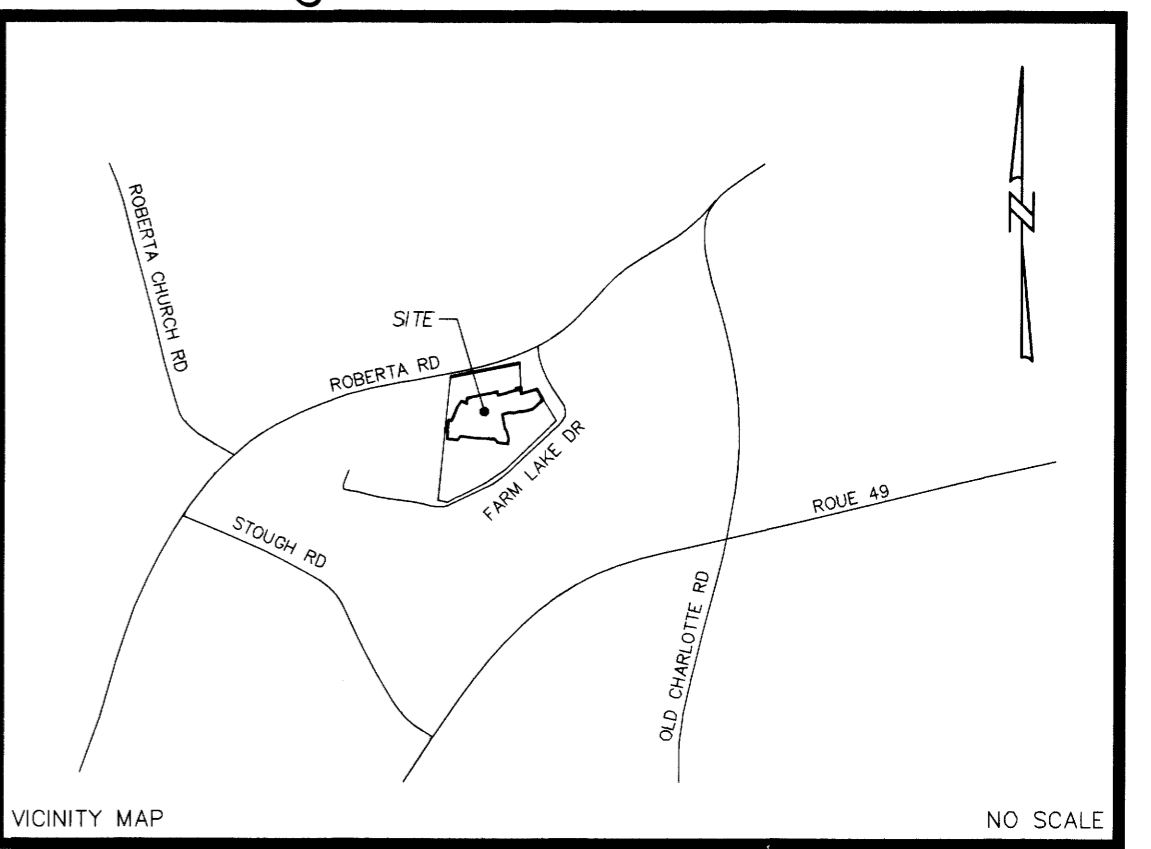 N
ROBERTA CHURCH RD
SITE
ROBERTA RD
FARM LAKE DR
ROUE 49
STOUGH RD
OLD CHARLOTTE RD
VICINITY MAP
NO SCALE